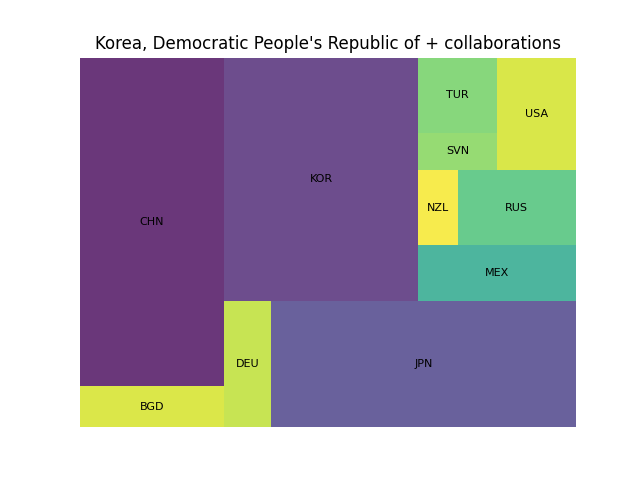 Korea, Democratic People's Republic of + collaborations
TUR
USA
SVN
KOR
NZL
RUS
CHN
MEX
DEU
JPN
BGD